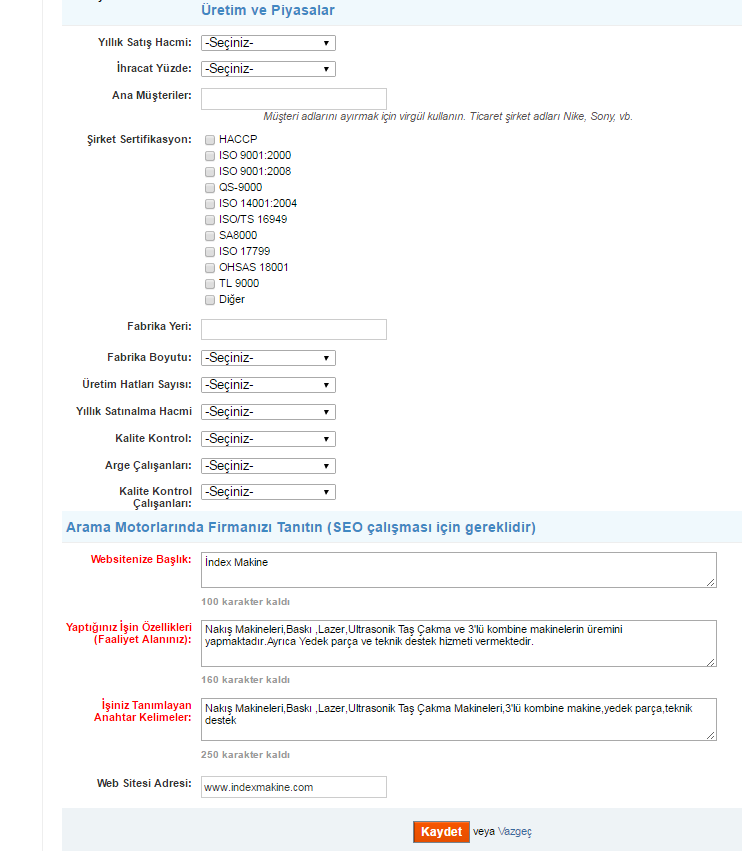 Üretim ve Piyasalar
Yıllık Satış Hacmi: -Seçiniz-
İhracat Yüzde: -Seçiniz-
Ana Müşteriler:
Müşteri adlarını ayırmak için virgül kullanın. Ticaret şirket adları Nike, Sony, vb.
Şirket Sertifikasyon: HACCP
ISO 9001:2000
ISO 9001:2008
QS-9000
ISO 14001:2004
ISO/TS 16949
SA8000
ISO 17799
OHSAS 18001
TL 9000
Diğer
Fabrika Yeri:
Fabrika Boyutu: -Seçiniz-
Üretim Hatları Sayısı: -Seçiniz-
Yıllık Satınalma Hacmi -Seçiniz-
Kalite Kontrol: -Seçiniz-
Arge Çalışanları: -Seçiniz-
Kalite Kontrol -Seçiniz-
Çalışanları:
Arama Motorlarında Firmanızı Tanıtın (SEO çalışması için gereklidir)
Websitenize Başlık: İndex Makine
100 karakter kaldı
Yaptığınız İşin Özellikleri Nakış Makineleri,Baskı ,Lazer,Ultrasonik Taş Çakma ve 3'lü kombine makinelerin üremini
(Faaliyet Alanınız): yapmaktadır.Ayrıca Yedek parça ve teknik destek hizmeti vermektedir.
160 karakter kaldı
İşiniz Tanımlayan Nakış Makineleri,Baskı ,Lazer,Ultrasonik Taş Çakma Makineleri,3'lü kombine makine,yedek parça,teknik
Anahtar Kelimeler: destek
250 karakter kaldı
Web Sitesi Adresi: www.indexmakine.com
Kaydet veya Vazgeç